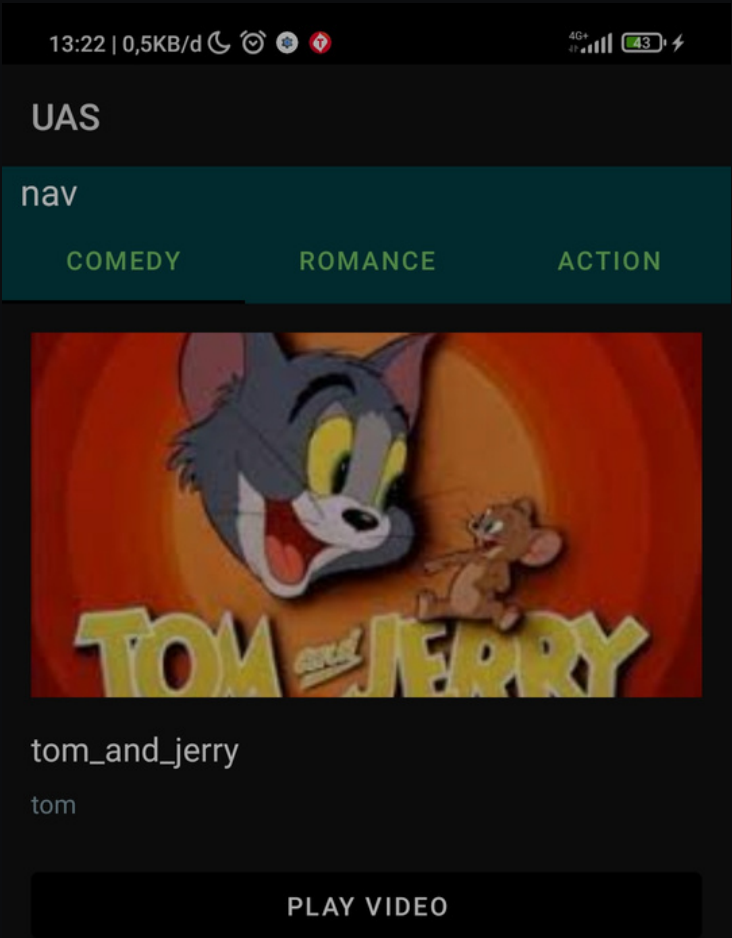 13:22 | 0,5KB/d
4G+
43
UAS
nav
COMEDY ROMANCE ACTION
TOM and JERRY
tom_and_jerry
tom
PLAY VIDEO